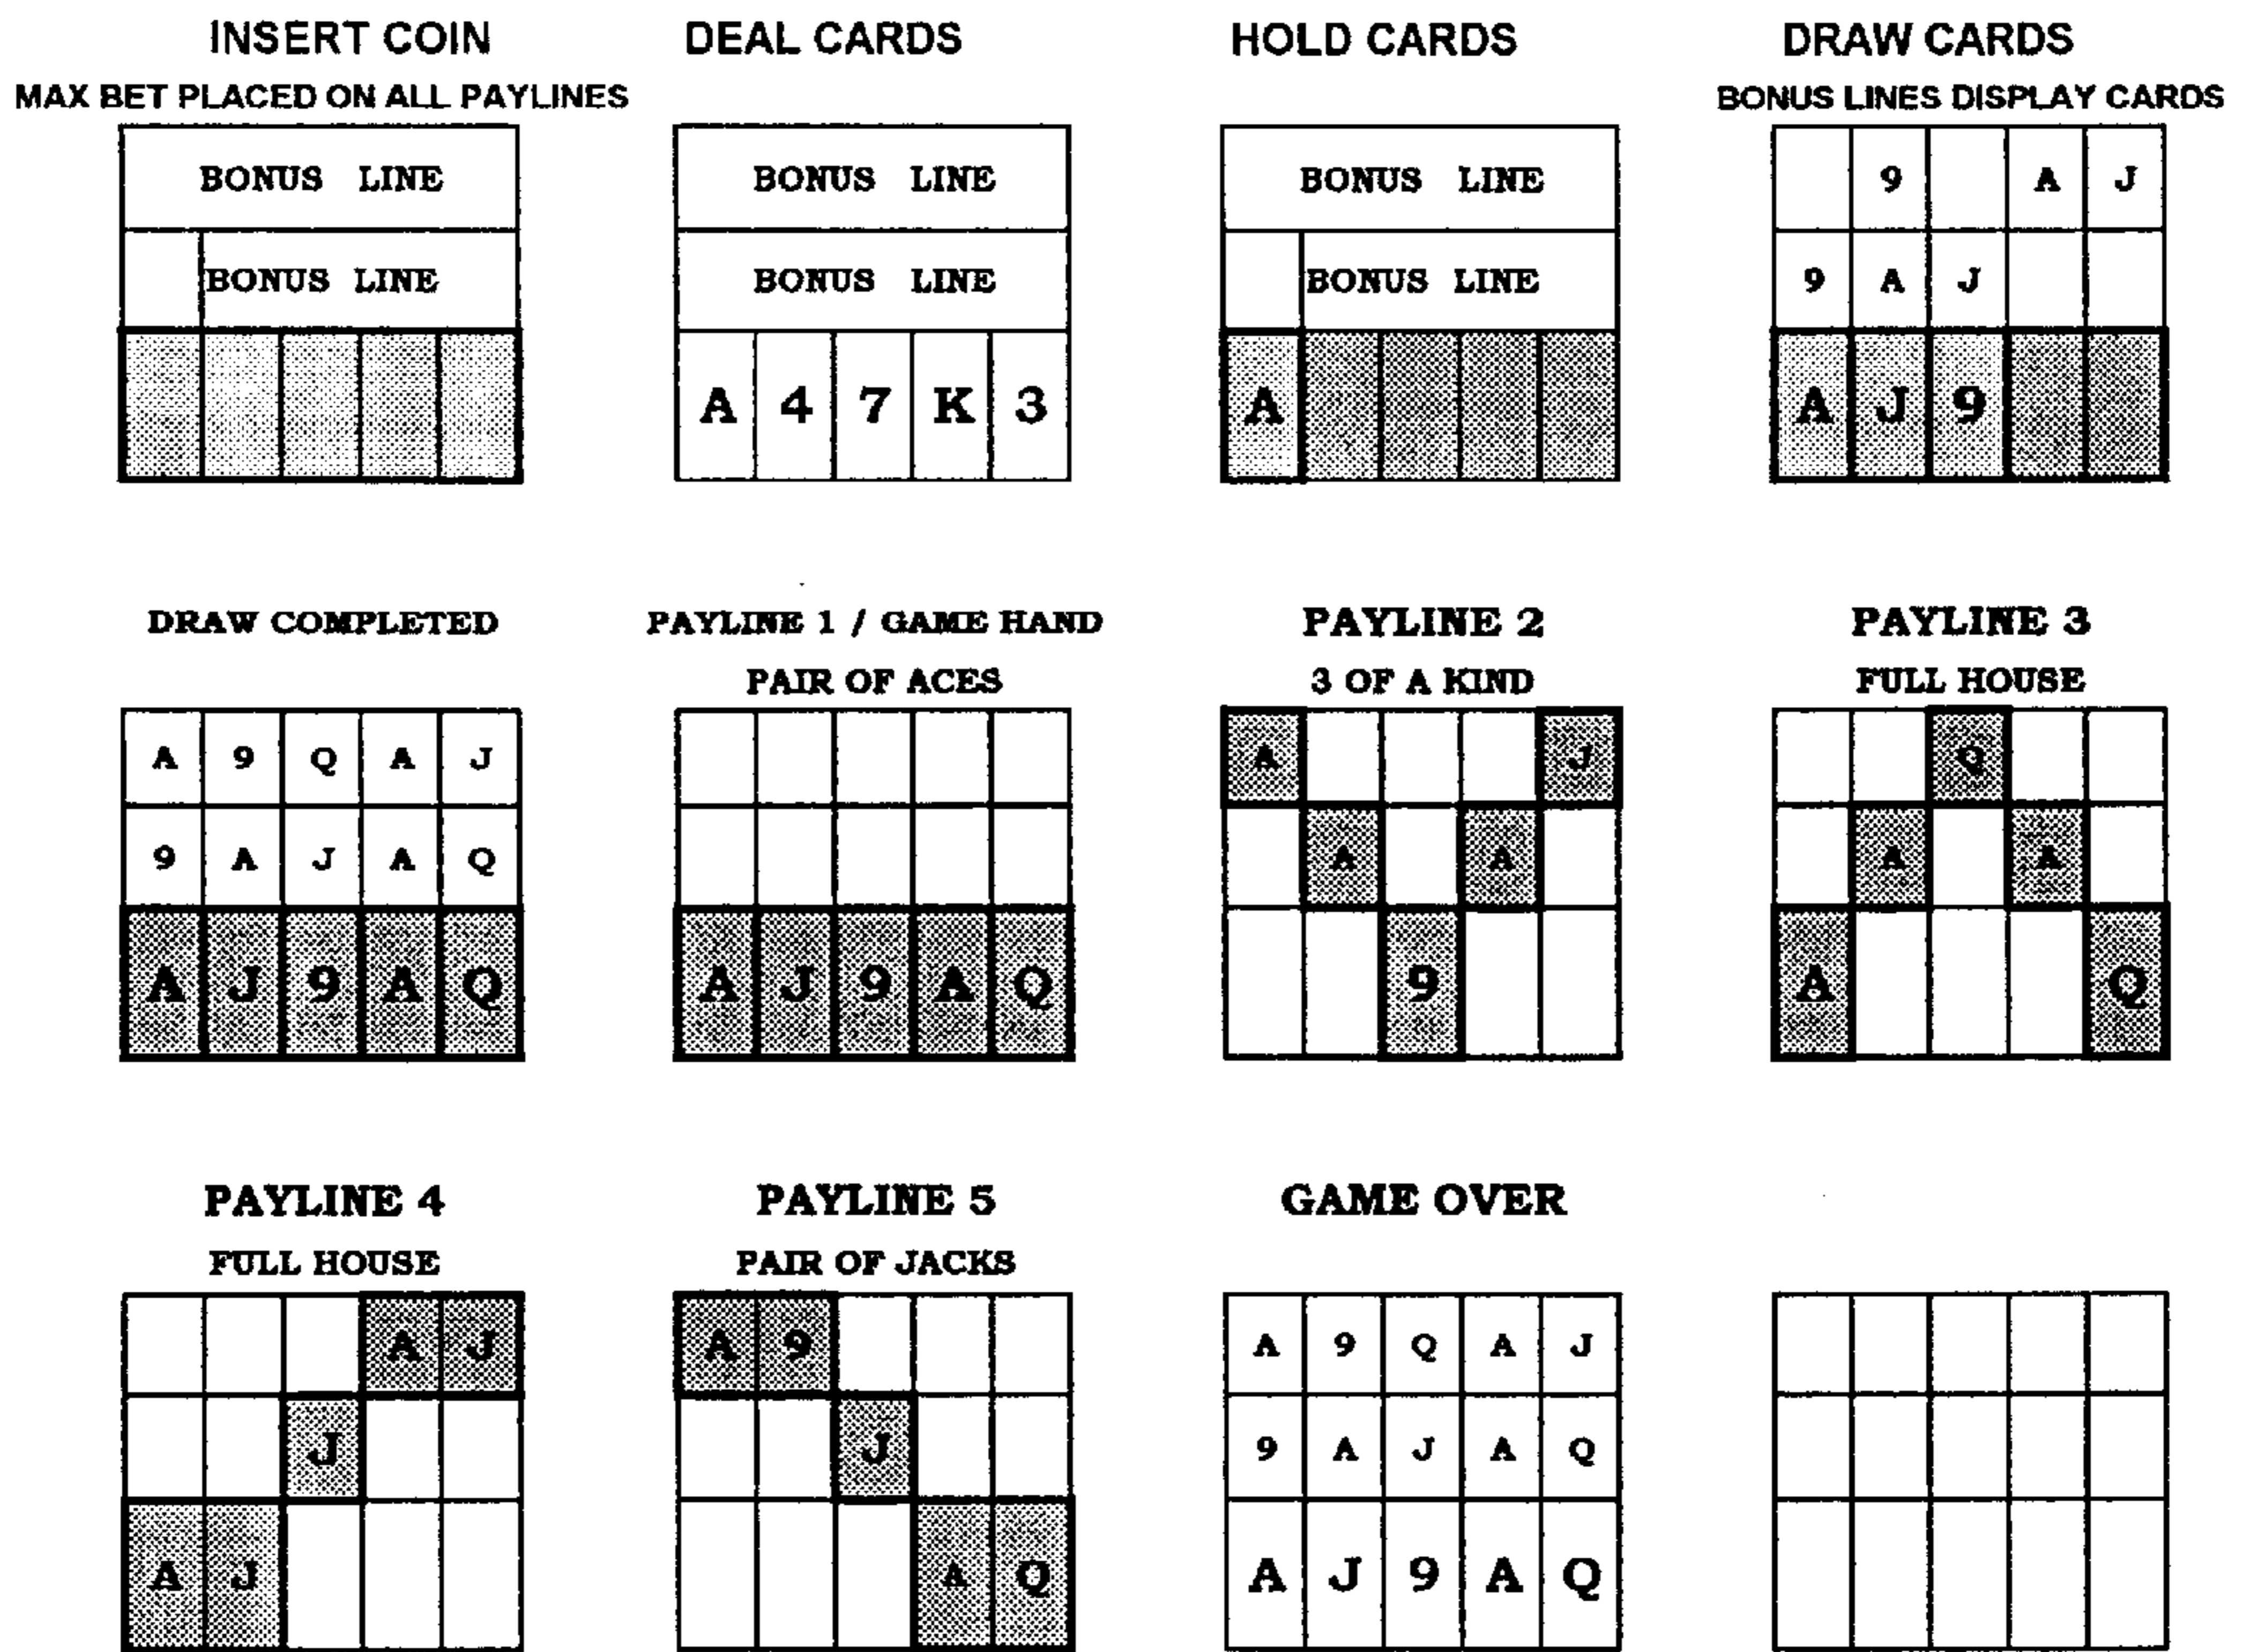 INSERT COIN
MAX BET PLACED ON ALL PAYLINES
BONUS LINE
BONUS LINE
DEAL CARDS
BONUS LINE
BONUS LINE
A 4 7 K 3
HOLD CARDS
BONUS LINE
BONUS LINE
A
DRAW CARDS
BONUS LINES DISPLAY CARDS
9 A J
9 A J
A J 9
DRAW COMPLETED
A 9 Q A J
9 A J A Q
A J 9 A Q
PAYLINE 1 / GAME HAND
PAIR OF ACES
A J 9 A Q
PAYLINE 2
3 OF A KIND
A J
A A
9
PAYLINE 3
FULL HOUSE
Q
A A
A Q
PAYLINE 4
FULL HOUSE
A J
J
A J
PAYLINE 5
PAIR OF JACKS
A 9
J
A Q
GAME OVER
A 9 Q A J
9 A J A Q
A J 9 A Q